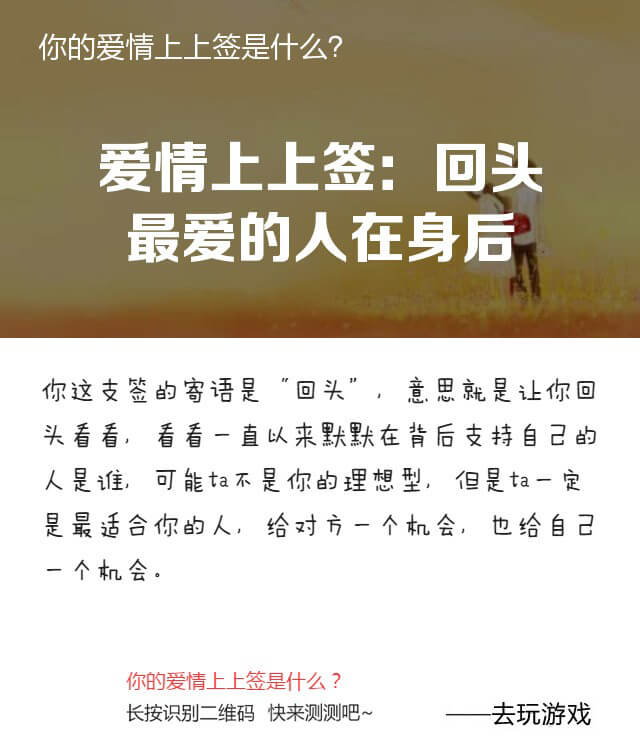 你的爱情上上签是什么?
爱情上上签：回头
最爱的人在身后
你这支签的寄语是“回头”，意思就是让你回
头看看，看看一直以来默默在背后支持自己的
人是谁，可能ta不是你的理想型，但是ta一定
是最适合你的人，给对方一个机会，也给自己
一个机会。
你的爱情上上签是什么？
长按识别二维码 快来测测吧~
——去玩游戏